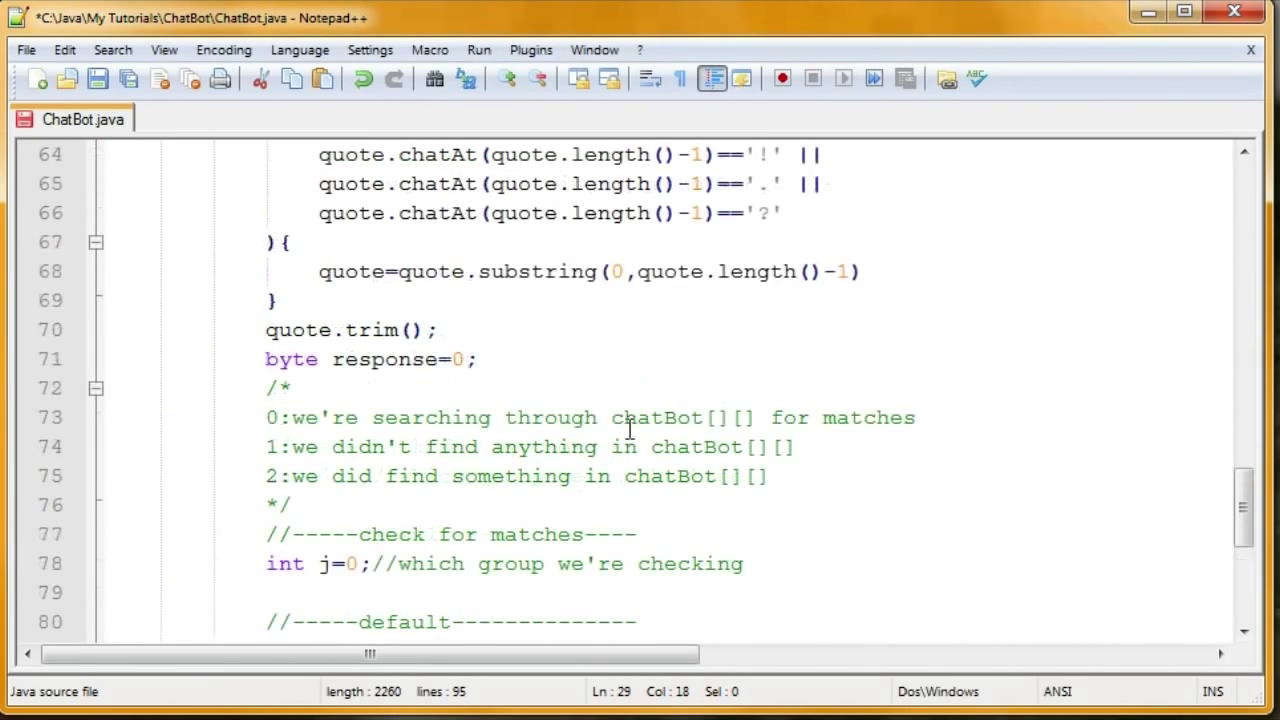 *C:\Java\My Tutorials\ChatBot\ChatBot.java - Notepad++
File Edit Search View Encoding Language Settings Macro Run Plugins Window ? X
ChatBot.java
64 quote.chatAt(quote.length()-1)=='!' ||
65 quote.chatAt(quote.length()-1)=='.' ||
66 quote.chatAt(quote.length()-1)=='?'
67 ){
68 quote=quote.substring(0,quote.length()-1)
69 }
70 quote.trim();
71 byte response=0;
72 /*
73 0:we're searching through chatBot[][] for matches
74 1:we didn't find anything in chatBot[][]
75 2:we did find something in chatBot[][]
76 */
77 //-----check for matches----
78 int j=0;//which group we're checking
79
80 //-----default--------------
Java source file length : 2260 lines : 95 Ln : 29 Col : 18 Sel : 0 Dos\Windows ANSI INS